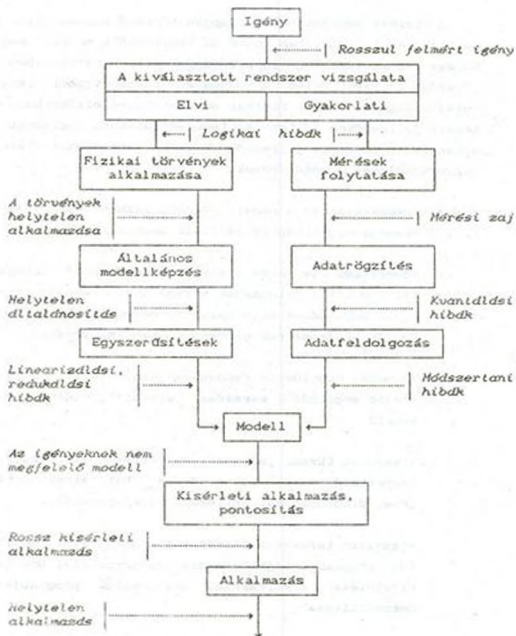 Igény
Rosszul felmért igény
A kiválasztott rendszer vizsgálata
Elvi
Gyakorlati
Logikai hibák
Fizikai törvények
alkalmazása
Mérések
folytatása
A törvények
helytelen
alkalmazása
Mérési zaj
Általános
modellképzés
Adatrögzítés
Helytelen
általánosítás
Kvantálási
hibák
Egyszerűsítések
Adatfeldolgozás
Linearizálási,
redukálási
hibák
Módszertani
hibák
Modell
Az igényeknek nem
megfelelő modell
Kisérleti alkalmazás,
pontosítás
Rossz kisérleti
alkalmazás
Alkalmazás
Helytelen
alkalmazás